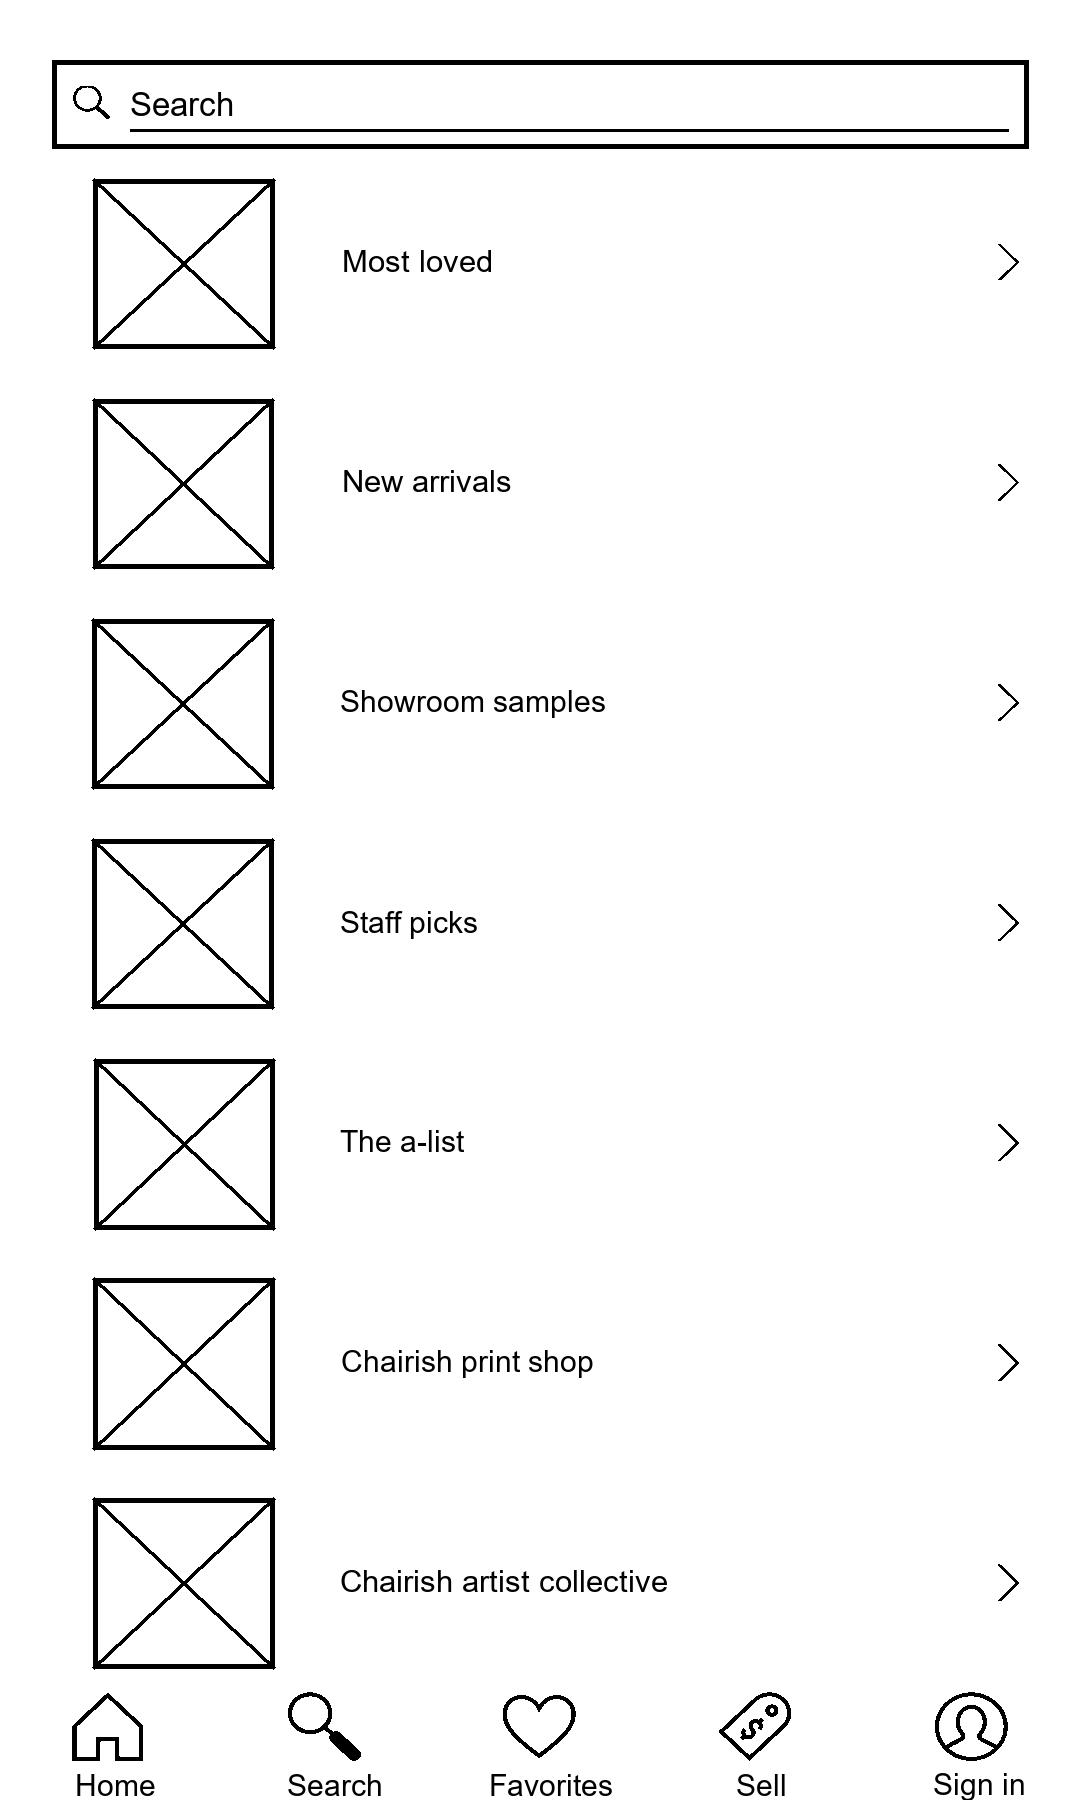 Search
Most loved
New arrivals
Showroom samples
Staff picks
The a-list
Chairish print shop
Chairish artist collective
Home
Search
Favorites
Sell
Sign in